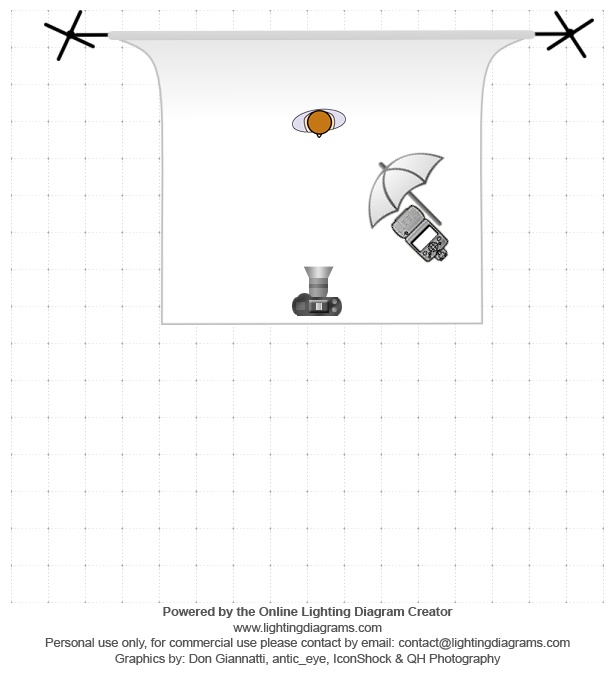 Powered by the Online Lighting Diagram Creator
www.lightingdiagrams.com
Personal use only, for commercial use please contact by email: contact@lightingdiagrams.com
Graphics by: Don Giannatti, antic_eye, IconShock & QH Photography